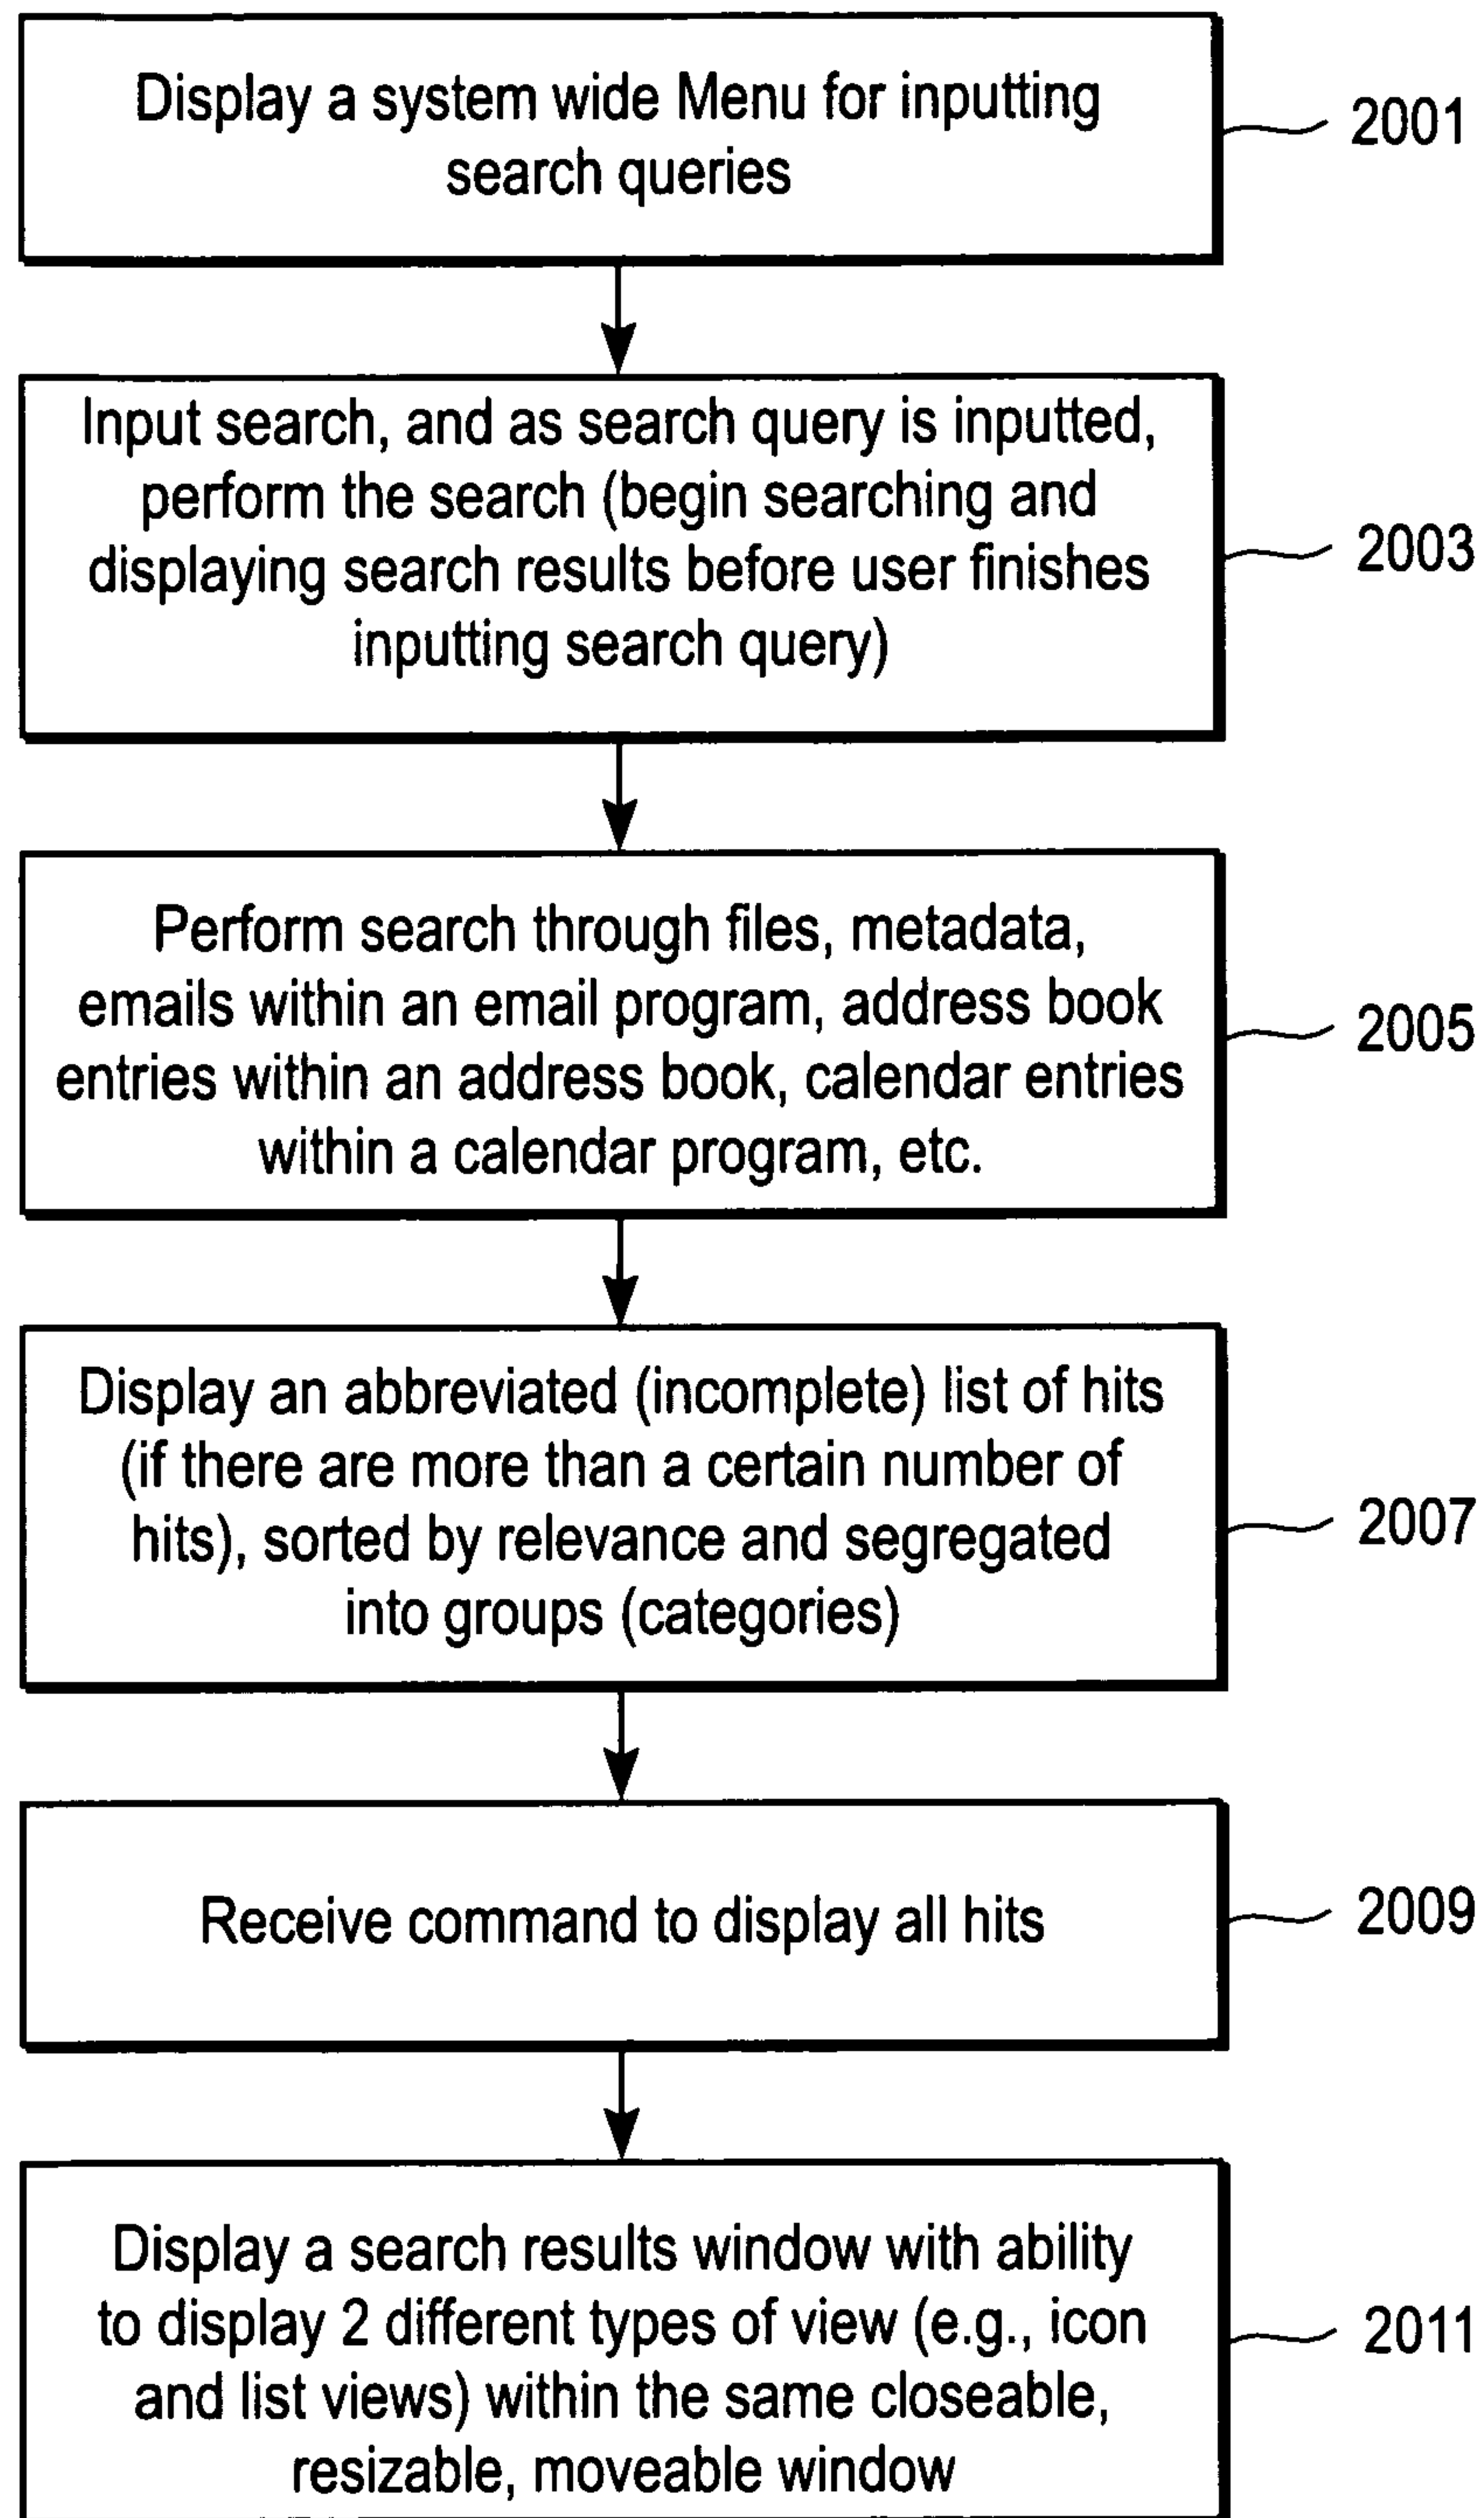 Display a system wide Menu for inputting
search queries
2001
Input search, and as search query is inputted,
perform the search (begin searching and
displaying search results before user finishes
inputting search query)
2003
Perform search through files, metadata,
emails within an email program, address book
entries within an address book, calendar entries
within a calendar program, etc.
2005
Display an abbreviated (incomplete) list of hits
(if there are more than a certain number of
hits), sorted by relevance and segregated
into groups (categories)
2007
Receive command to display all hits
2009
Display a search results window with ability
to display 2 different types of view (e.g., icon
and list views) within the same closeable,
resizable, moveable window
2011